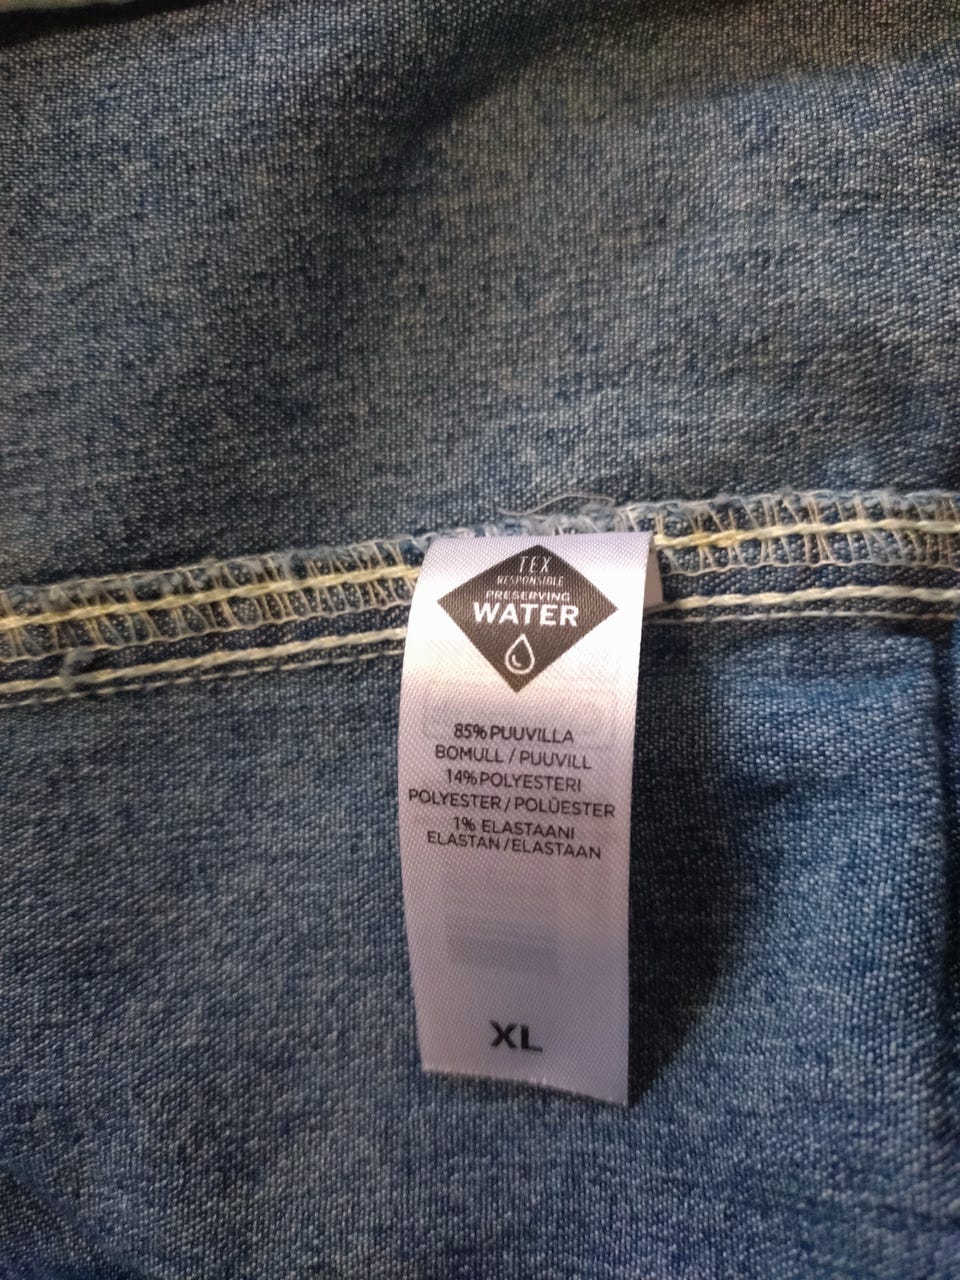 TEX
RESPONSIBLE
PRESERVING
WATER
85% PUUVILLA
BOMULL / PUUVILL
14% POLYESTERI
POLYESTER / POLÜESTER
1% ELASTAANI
ELASTAN / ELASTAAN
XL